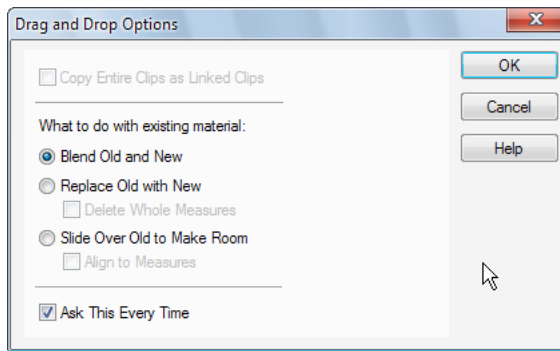 Drag and Drop Options
Copy Entire Clips as Linked Clips
What to do with existing material:
Blend Old and New
Replace Old with New
Delete Whole Measures
Slide Over Old to Make Room
Align to Measures
Ask This Every Time
OK
Cancel
Help